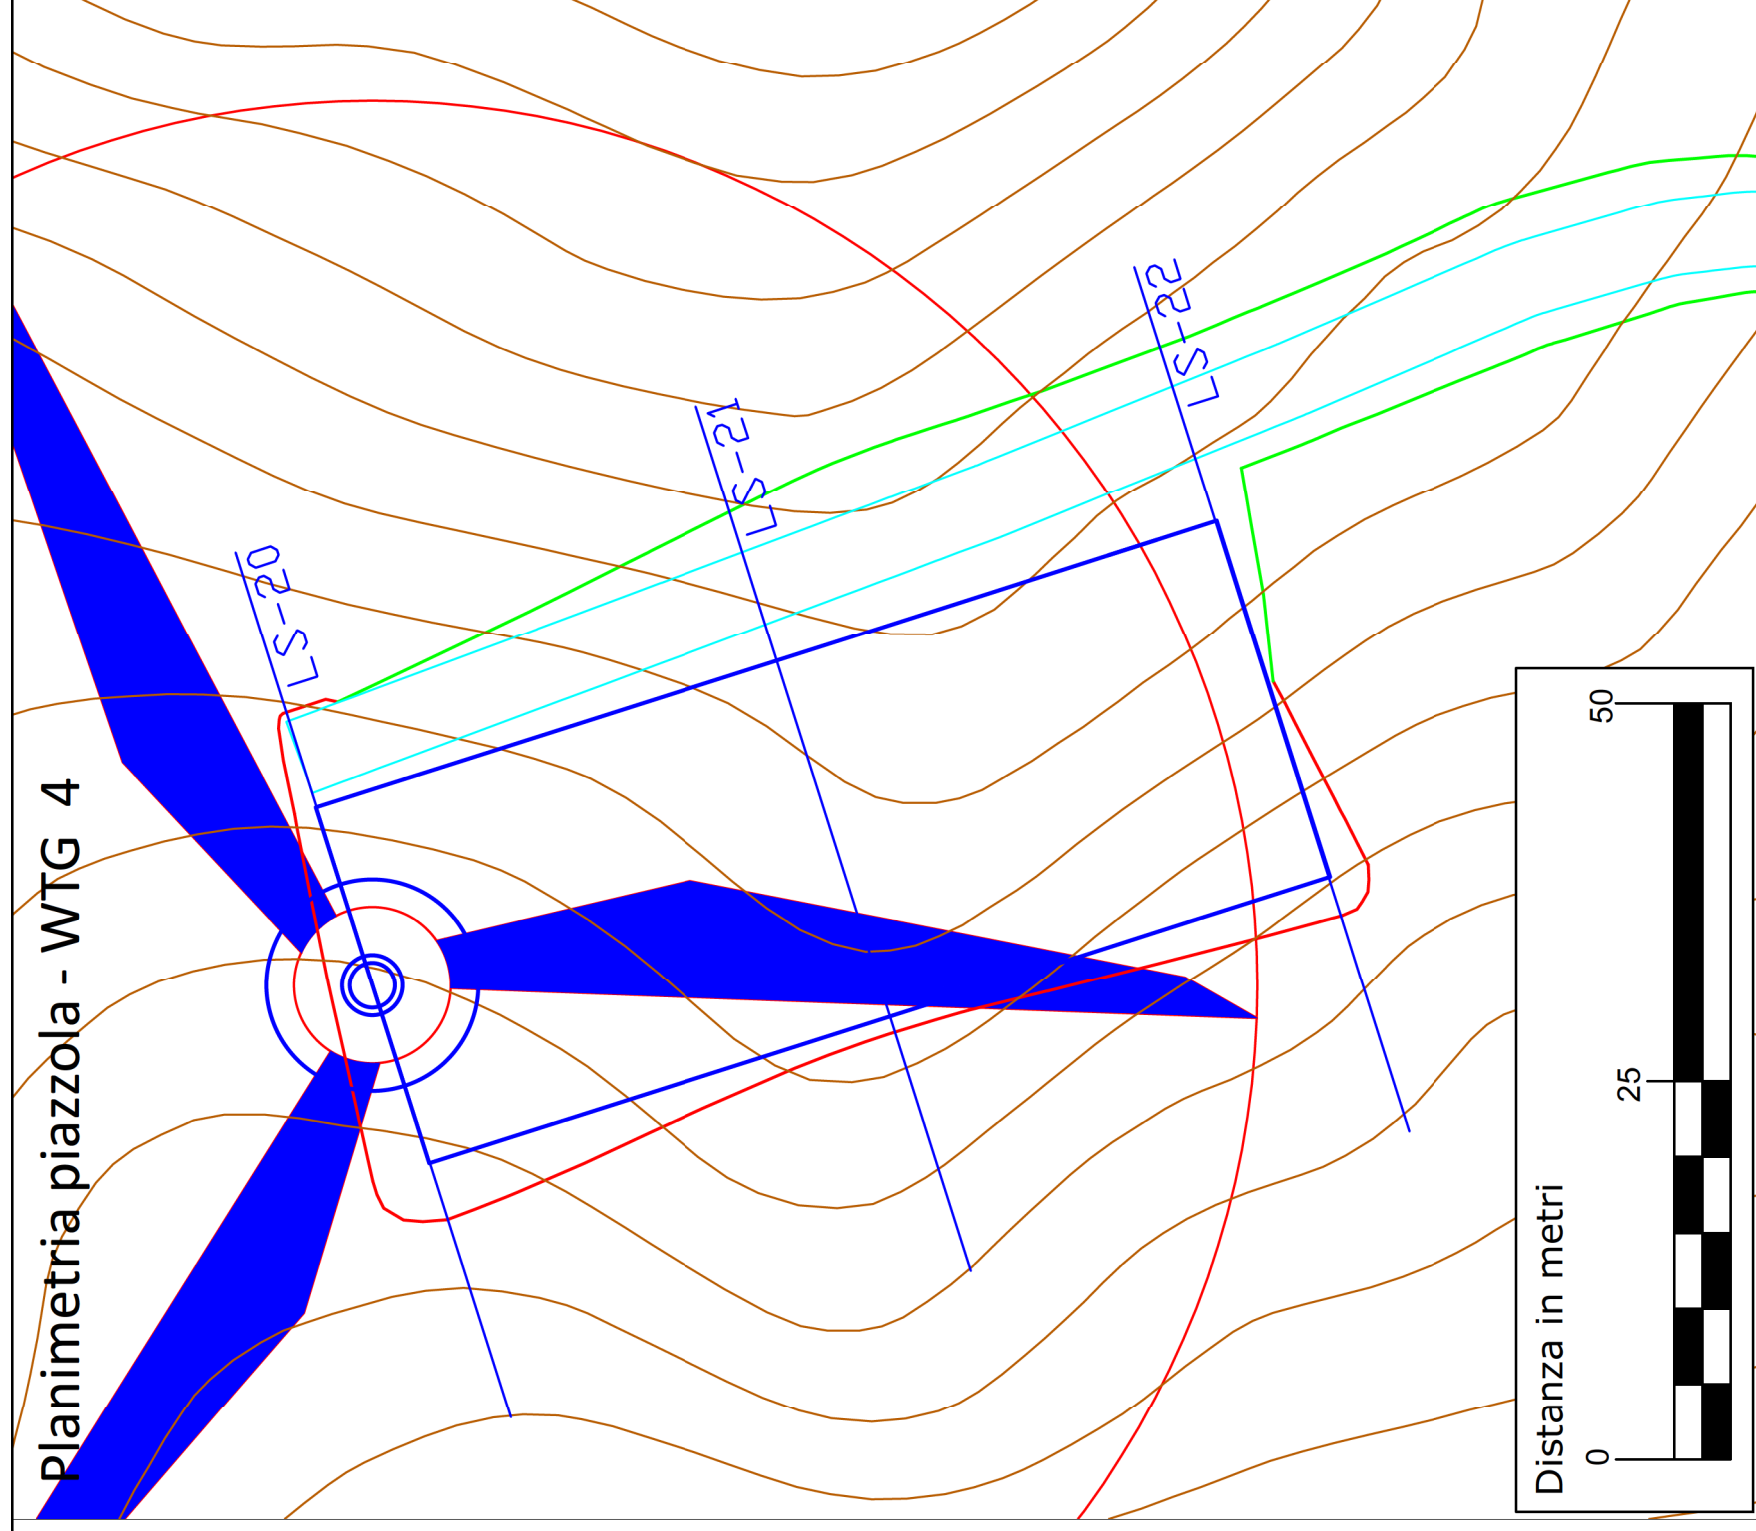 Planimetria piazzola - WTG 4
LS-20
LS-21
LS-22
Distanza in metri
0
25
50